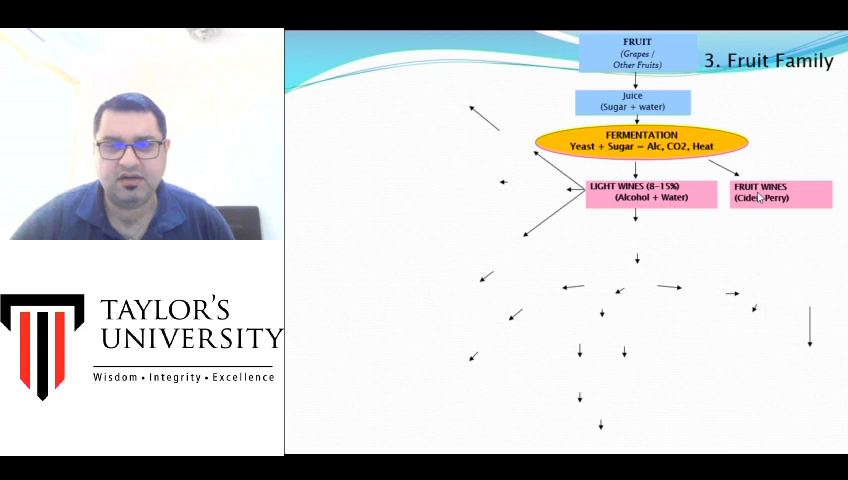 FRUIT
(Grapes /
Other Fruits)
3. Fruit Family
Juice
(Sugar + water)
FERMENTATION
Yeast + Sugar = Alc, CO2, Heat
LIGHT WINES (8-15%)
(Alcohol + Water)
FRUIT WINES
(Cider Perry)
TAYLOR'S
UNIVERSITY
Wisdom • Integrity • Excellence